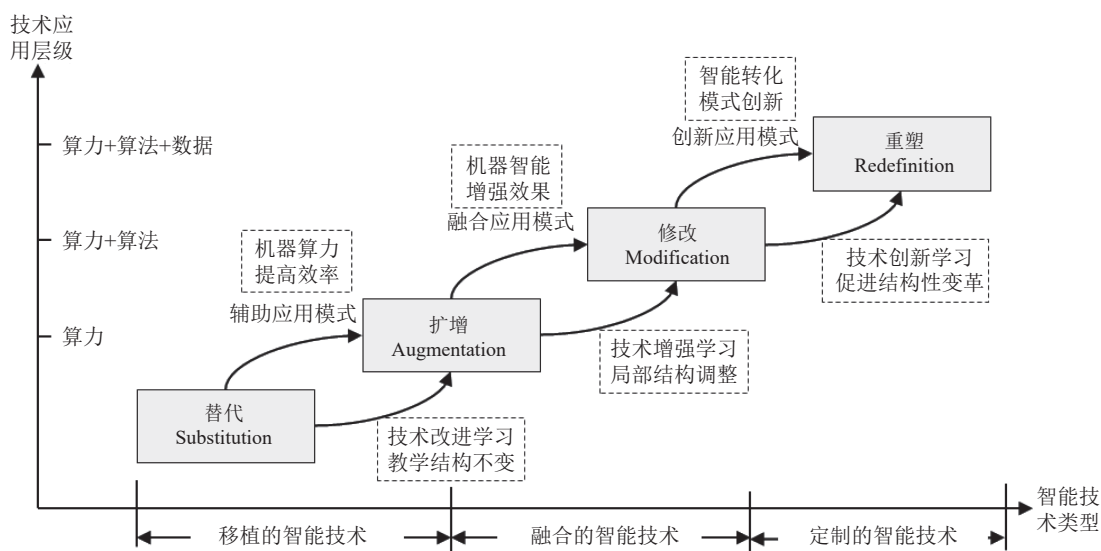 技术应
用层级
智能转化
模式创新
创新应用模式
重塑
Redefinition
算力+算法+数据
机器智能
增强效果
融合应用模式
修改
Modification
算力+算法
机器算力
提高效率
辅助应用模式
技术创新学习
促进结构性变革
扩增
Augmentation
算力
技术增强学习
局部结构调整
替代
Substitution
技术改进学习
教学结构不变
智能技
术类型
移植的智能技术
融合的智能技术
定制的智能技术